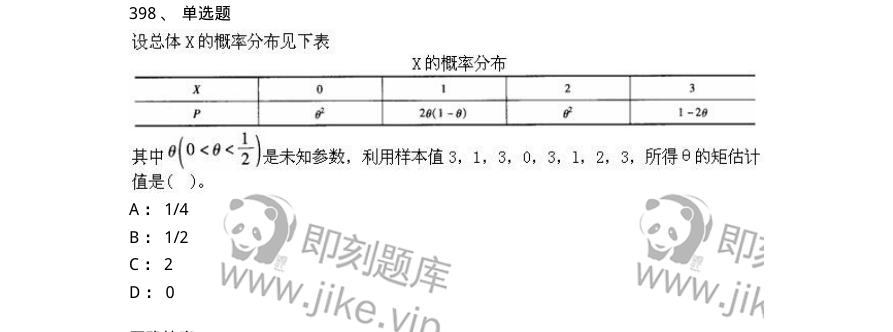 398、 单选题
设总体 X 的概率分布见下表
X 的概率分布
X 0 1 2 3
P θ² 2θ(1-θ) θ² 1-2θ
其中 θ(0<θ<1/2)是未知参数，利用样本值 3，1，3，0，3，1，2，3，所得θ的矩估计
值是( )。
A： 1/4
B： 1/2
C： 2
D： 0
即刻题库
www.jike.vip
即刻
www.ji